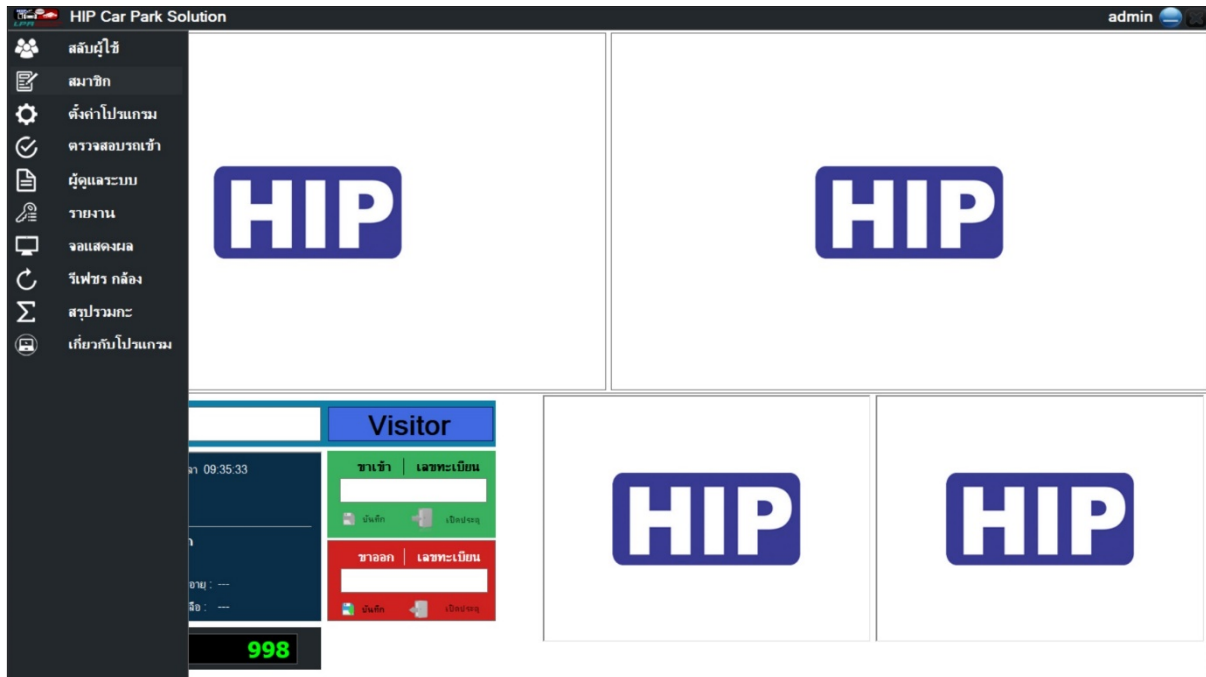 LPR
HIP Car Park Solution
admin
สลับผู้ใช้
สมาชิก
ตั้งค่าโปรแกรม
ตรวจสอบรถเข้า
ผู้ดูแลระบบ
รายงาน
จอแสดงผล
รีเฟชร กล้อง
สรุปรวมกะ
เกี่ยวกับโปรแกรม
HIP
HIP
Visitor
09:35:33
ขาเข้า | เลขทะเบียน
บันทึก
เปิดประตู
ขาออก | เลขทะเบียน
อายุ : ---
---
บันทึก
เปิดประตู
998
HIP
HIP